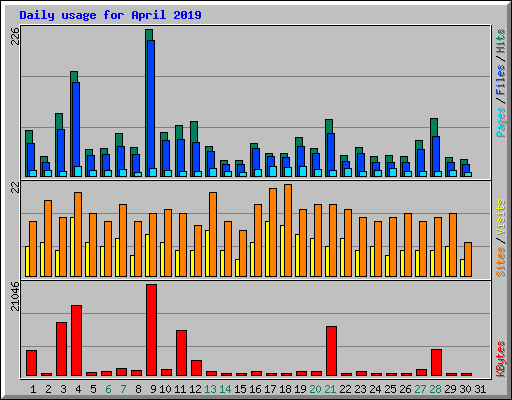 Daily usage for April 2019
226
Pages / Files / Hits
22
Sites / Visits
21046
KBytes
1 2 3 4 5 6 7 8 9 10 11 12 13 14 15 16 17 18 19 20 21 22 23 24 25 26 27 28 29 30 31